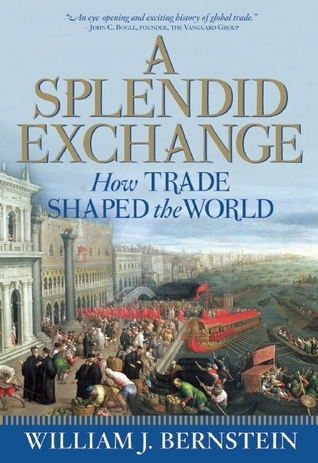 "An eye-opening and exciting history of global trade."
– JOHN C. BOGLE, FOUNDER, THE VANGUARD GROUP
A
SPLENDID
EXCHANGE
How TRADE
SHAPED the WORLD
WILLIAM J. BERNSTEIN